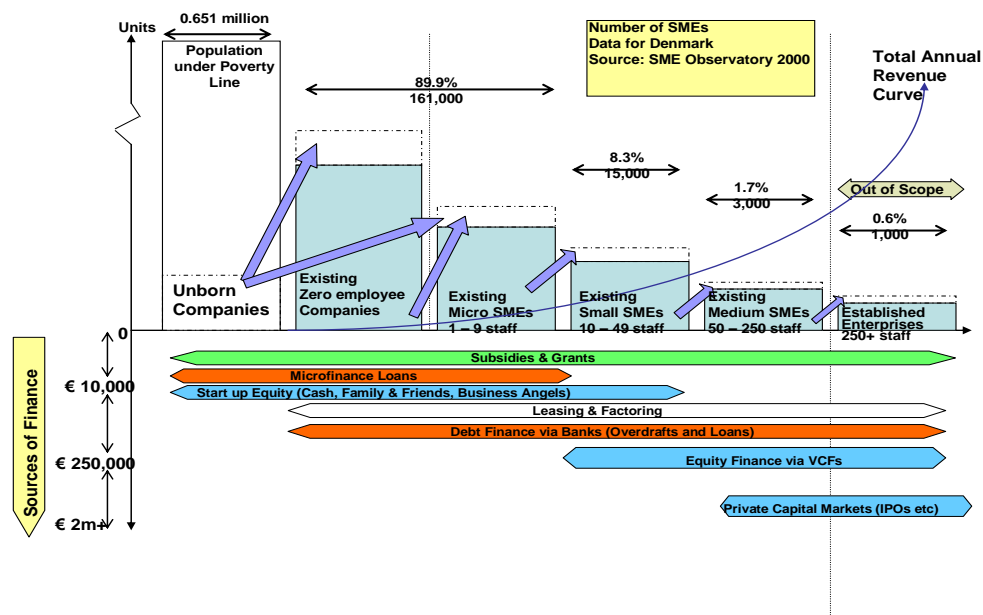 0.651 million
Units
Population
under Poverty
Line
Number of SMEs
Data for Denmark
Source: SME Observatory 2000
Total Annual
Revenue
Curve
89.9%
161,000
8.3%
15,000
1.7%
3,000
Out of Scope
0.6%
1,000
Unborn
Companies
Existing
Zero employee
Companies
Existing
Micro SMEs
1 – 9 staff
Existing
Small SMEs
10 – 49 staff
Existing
Medium SMEs
50 – 250 staff
Established
Enterprises
250+ staff
0
Subsidies & Grants
Microfinance Loans
€ 10,000
Start up Equity (Cash, Family & Friends, Business Angels)
Leasing & Factoring
Debt Finance via Banks (Overdrafts and Loans)
€ 250,000
Equity Finance via VCFs
Private Capital Markets (IPOs etc)
€ 2m+
Sources of Finance